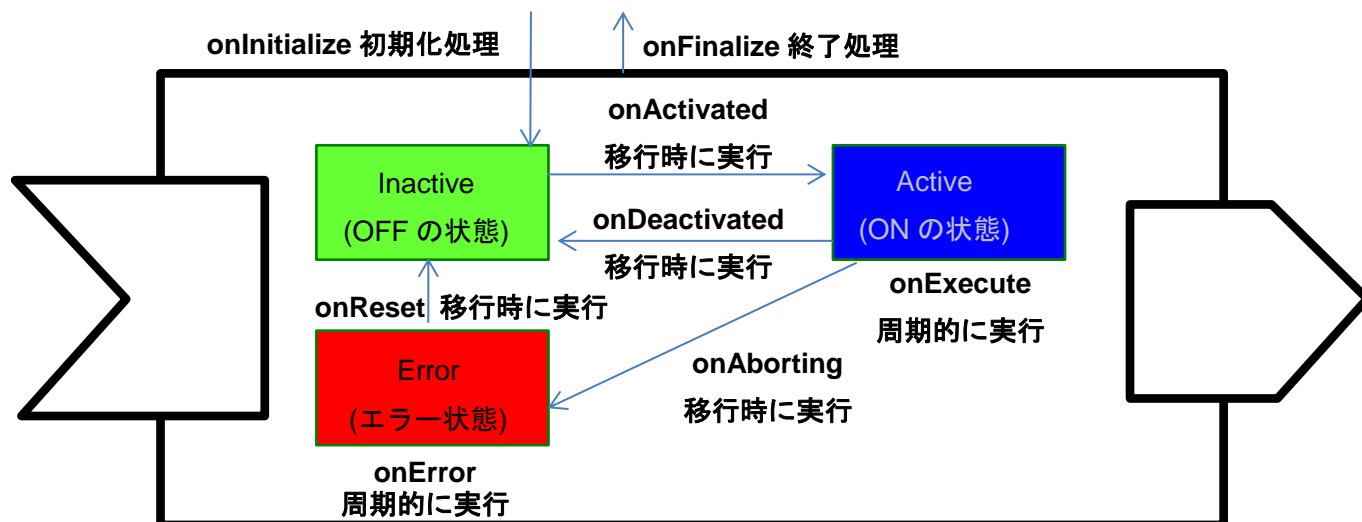 onInitialize 初期化処理
onFinalize 終了処理
onActivated
移行時に実行
Inactive
(OFF の状態)
Active
(ON の状態)
onDeactivated
移行時に実行
onExecute
周期的に実行
onReset 移行時に実行
Error
(エラー状態)
onAborting
移行時に実行
onError
周期的に実行